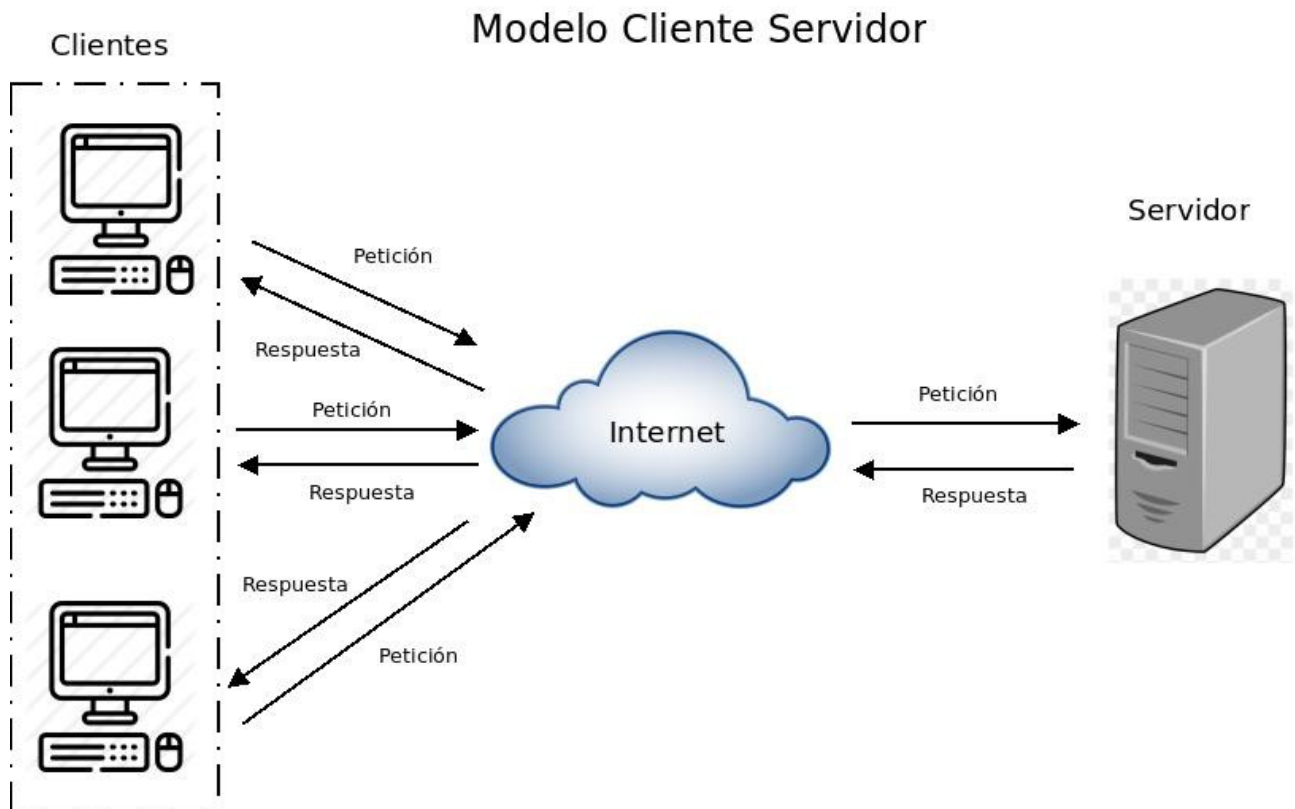 Modelo Cliente Servidor
Clientes
Servidor
Petición
Respuesta
Petición
Respuesta
Internet
Petición
Respuesta
Respuesta
Petición